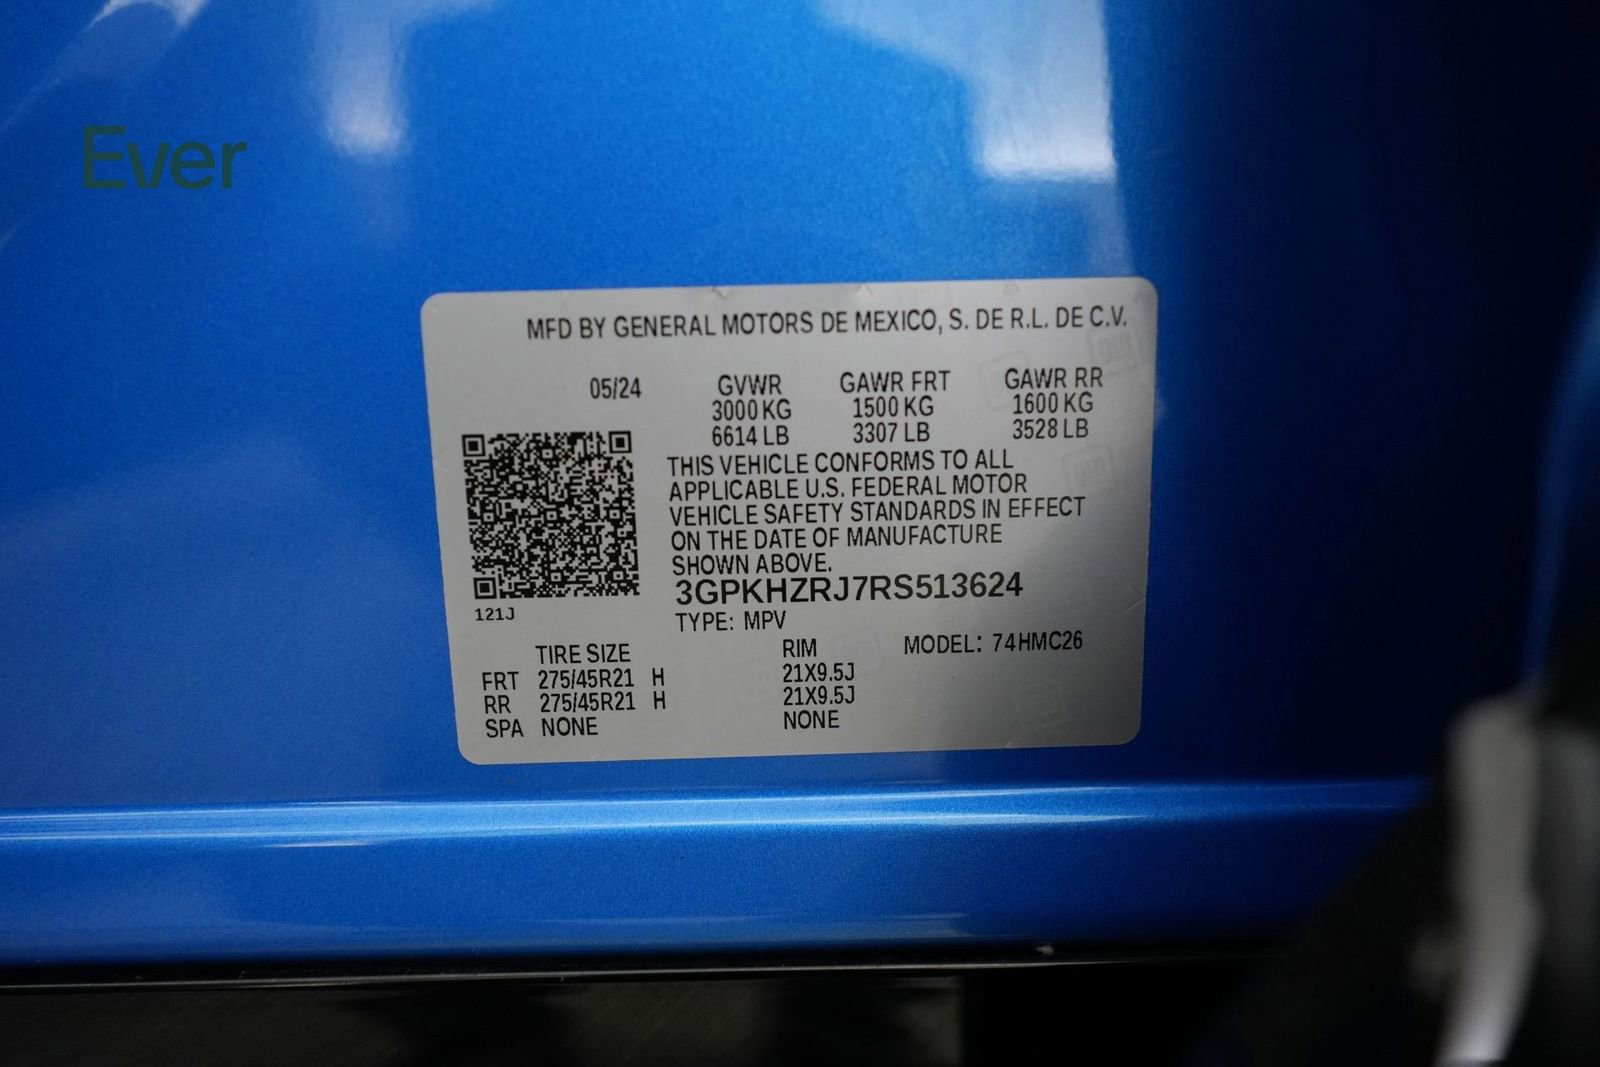 Ever
MFD BY GENERAL MOTORS DE MEXICO, S. DE R.L. DE C.V.
05/24 GVWR GAWR FRT GAWR RR
3000 KG 1500 KG 1600 KG
6614 LB 3307 LB 3528 LB
THIS VEHICLE CONFORMS TO ALL
APPLICABLE U.S. FEDERAL MOTOR
VEHICLE SAFETY STANDARDS IN EFFECT
ON THE DATE OF MANUFACTURE
SHOWN ABOVE.
3GPKHZRJ7RS513624
121J
TYPE: MPV
TIRE SIZE RIM MODEL: 74HMC26
FRT 275/45R21 H 21X9.5J
RR 275/45R21 H 21X9.5J
SPA NONE NONE